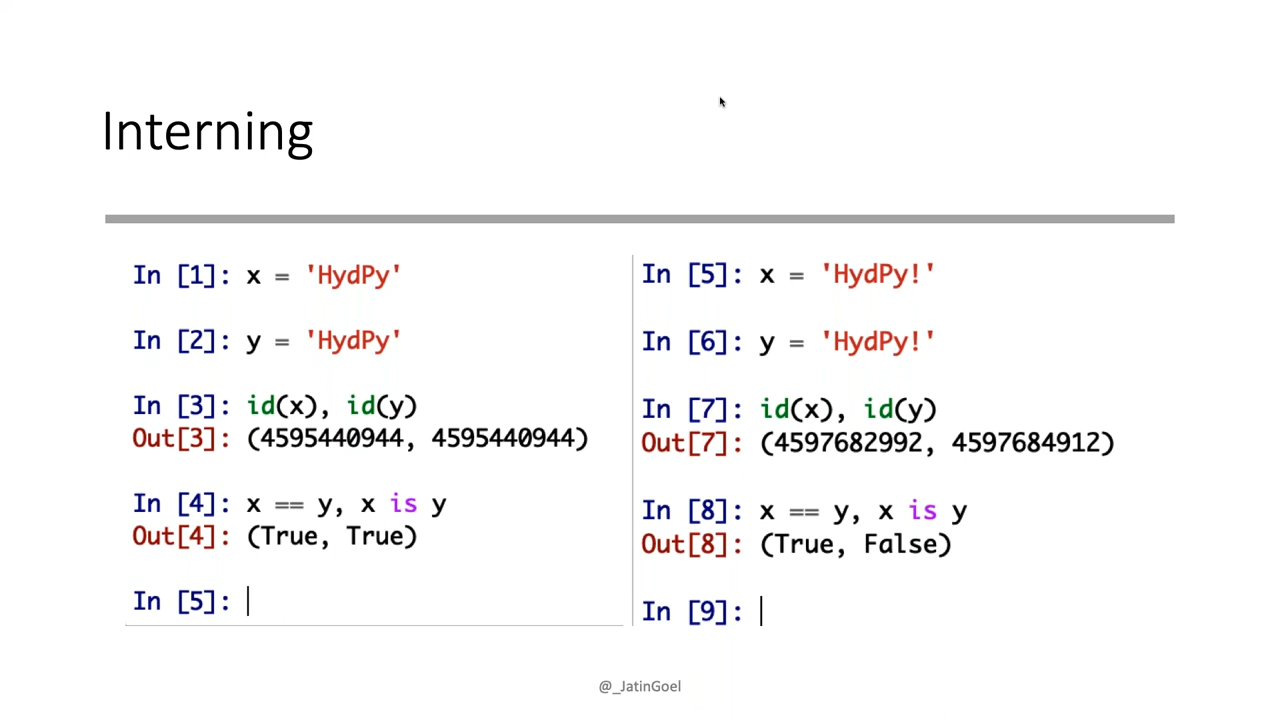 Interning
In [1]: x = 'HydPy'
In [2]: y = 'HydPy'
In [3]: id(x), id(y)
Out[3]: (4595440944, 4595440944)
In [4]: x == y, x is y
Out[4]: (True, True)
In [5]:
In [5]: x = 'HydPy!'
In [6]: y = 'HydPy!'
In [7]: id(x), id(y)
Out[7]: (4597682992, 4597684912)
In [8]: x == y, x is y
Out[8]: (True, False)
In [9]:
@_JatinGoel